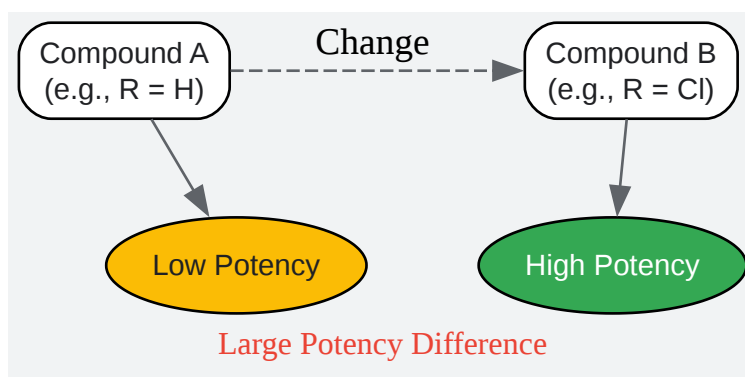 Compound A
(e.g., R = H)
Change
Compound B
(e.g., R = Cl)
Low Potency
High Potency
Large Potency Difference